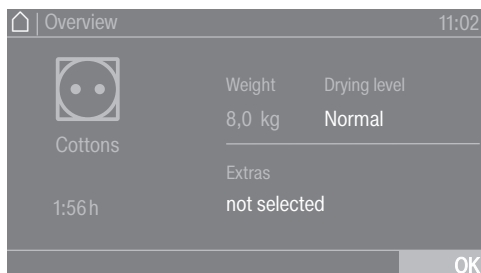 Overview 11:02
Weight Drying level
8,0 kg Normal
Cottons
Extras
1:56 h not selected
OK